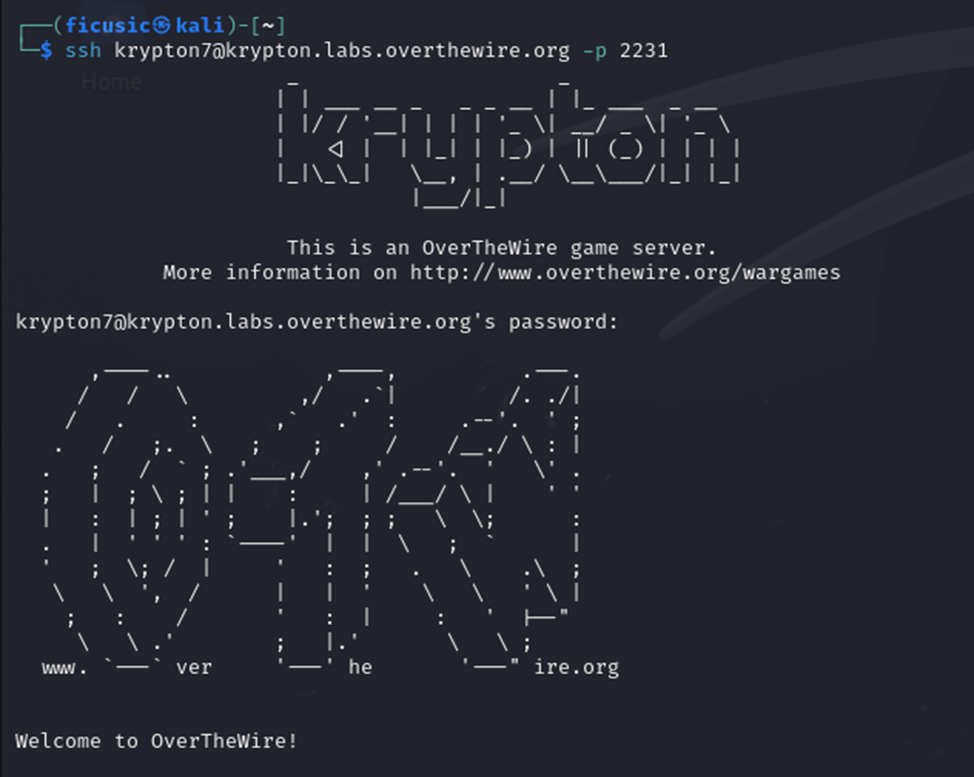 (ficusic㉿kali)-[~]
$ ssh krypton7@krypton.labs.overthewire.org -p 2231
Home
krypton
This is an OverTheWire game server.
More information on http://www.overthewire.org/wargames
krypton7@krypton.labs.overthewire.org's password:
www. ver he ire.org
Welcome to OverTheWire!